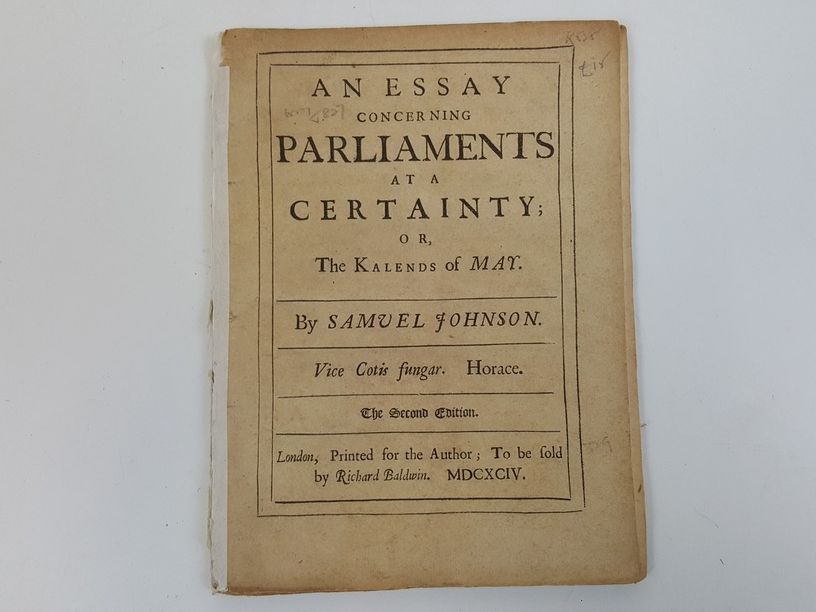 AN ESSAY
CONCERNING
PARLIAMENTS
AT A
CERTAINTY;
OR,
The KALENDS of MAY.
By SAMUEL JOHNSON.
Vice Cotis fungar. Horace.
The Second Edition.
London, Printed for the Author; To be ſold
by Richard Baldwin. MDCXCIV.